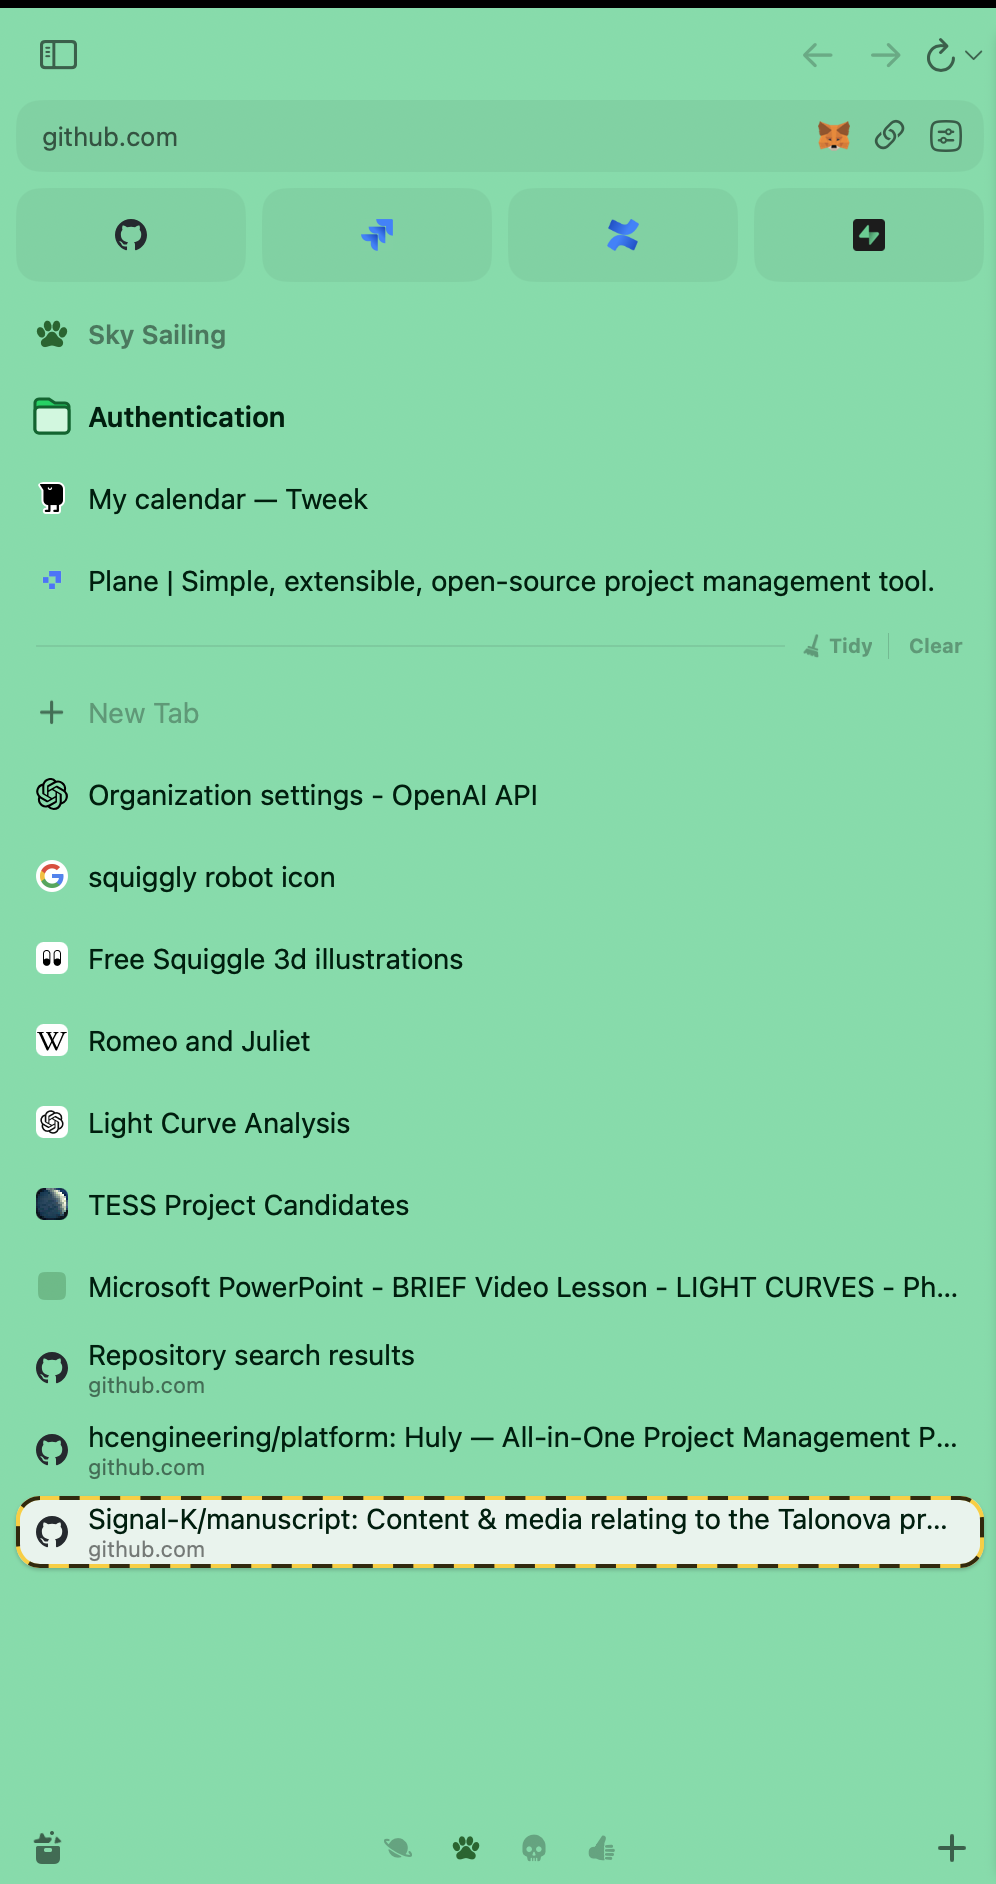 github.com
Sky Sailing
Authentication
My calendar — Tweek
Plane | Simple, extensible, open-source project management tool.
Tidy
Clear
New Tab
Organization settings - OpenAI API
squiggly robot icon
Free Squiggle 3d illustrations
Romeo and Juliet
Light Curve Analysis
TESS Project Candidates
Microsoft PowerPoint - BRIEF Video Lesson - LIGHT CURVES - Ph...
Repository search results
github.com
hcengineering/platform: Huly — All-in-One Project Management P...
github.com
Signal-K/manuscript: Content & media relating to the Talonova pr...
github.com